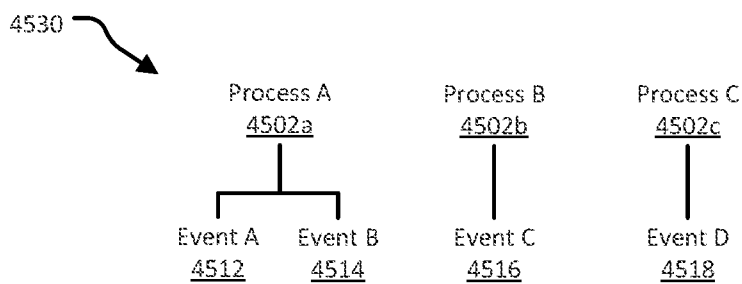 4530
Process A Process B Process C
4502a 4502b 4502c
Event A Event B Event C Event D
4512 4514 4516 4518